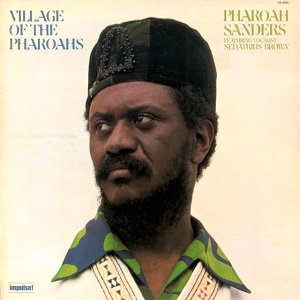 VILLAGE
OF THE
PHAROAHS
PHAROAH
SANDERS
FEATURING VOCALIST
SEDATRIUS BROWN
impulse!